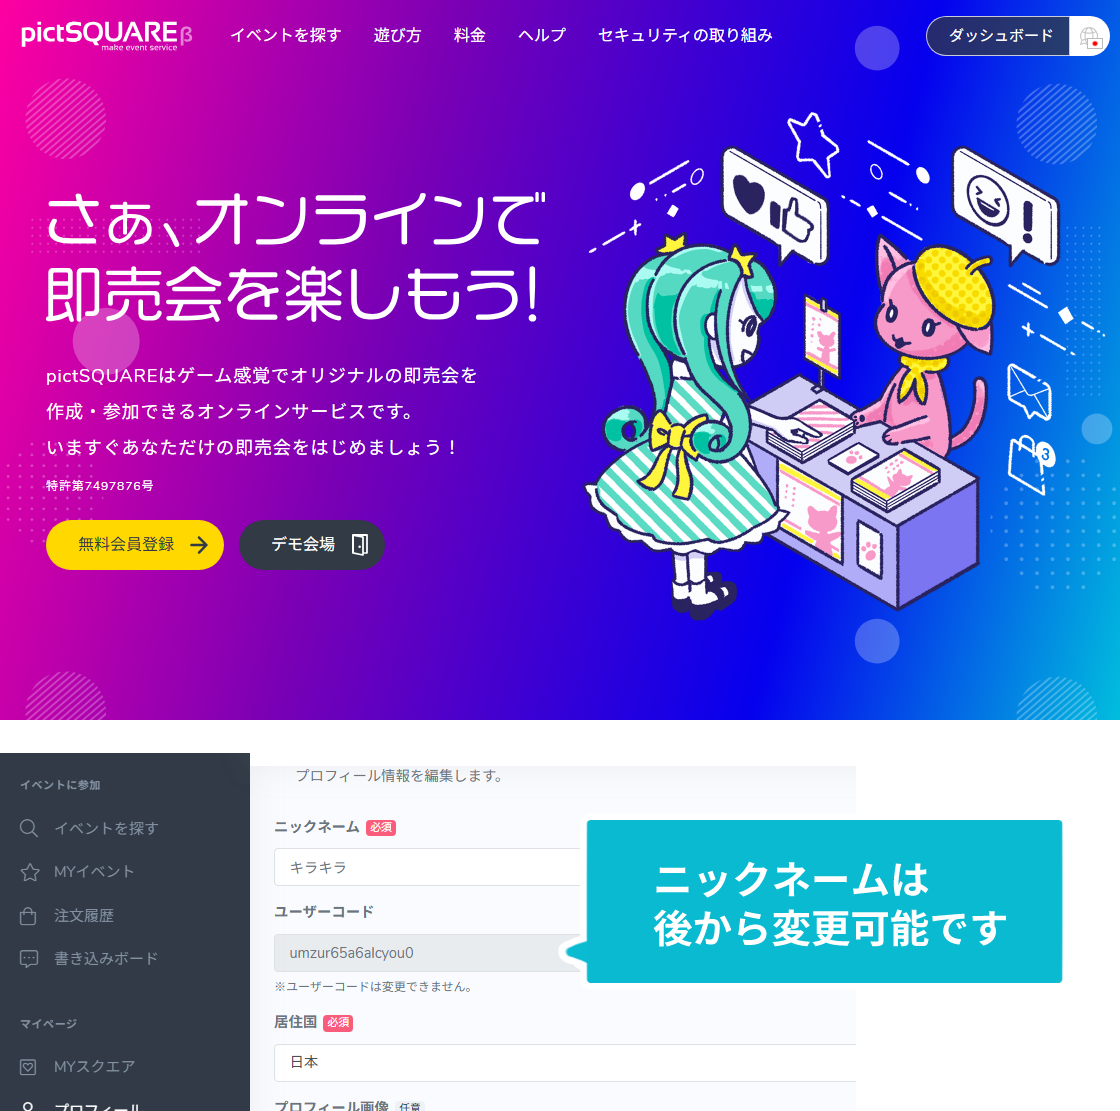 pictSQUAREβ
make event service
イベントを探す
遊び方
料金
ヘルプ
セキュリティの取り組み
ダッシュボード
さぁ、オンラインで
即売会を楽しもう!
pictSQUAREはゲーム感覚でオリジナルの即売会を
作成・参加できるオンラインサービスです。
いますぐあなただけの即売会をはじめましょう！
特許第7497876号
無料会員登録
デモ会場
!
3
イベントに参加
イベントを探す
MYイベント
注文履歴
書き込みボード
マイページ
MYスクエア
プロフィール
プロフィール情報を編集します。
ニックネーム 必須
キラキラ
ユーザーコード
umzur65a6alcyou0
※ユーザーコードは変更できません。
居住国 必須
日本
プロフィール画像 任意
ニックネームは
後から変更可能です